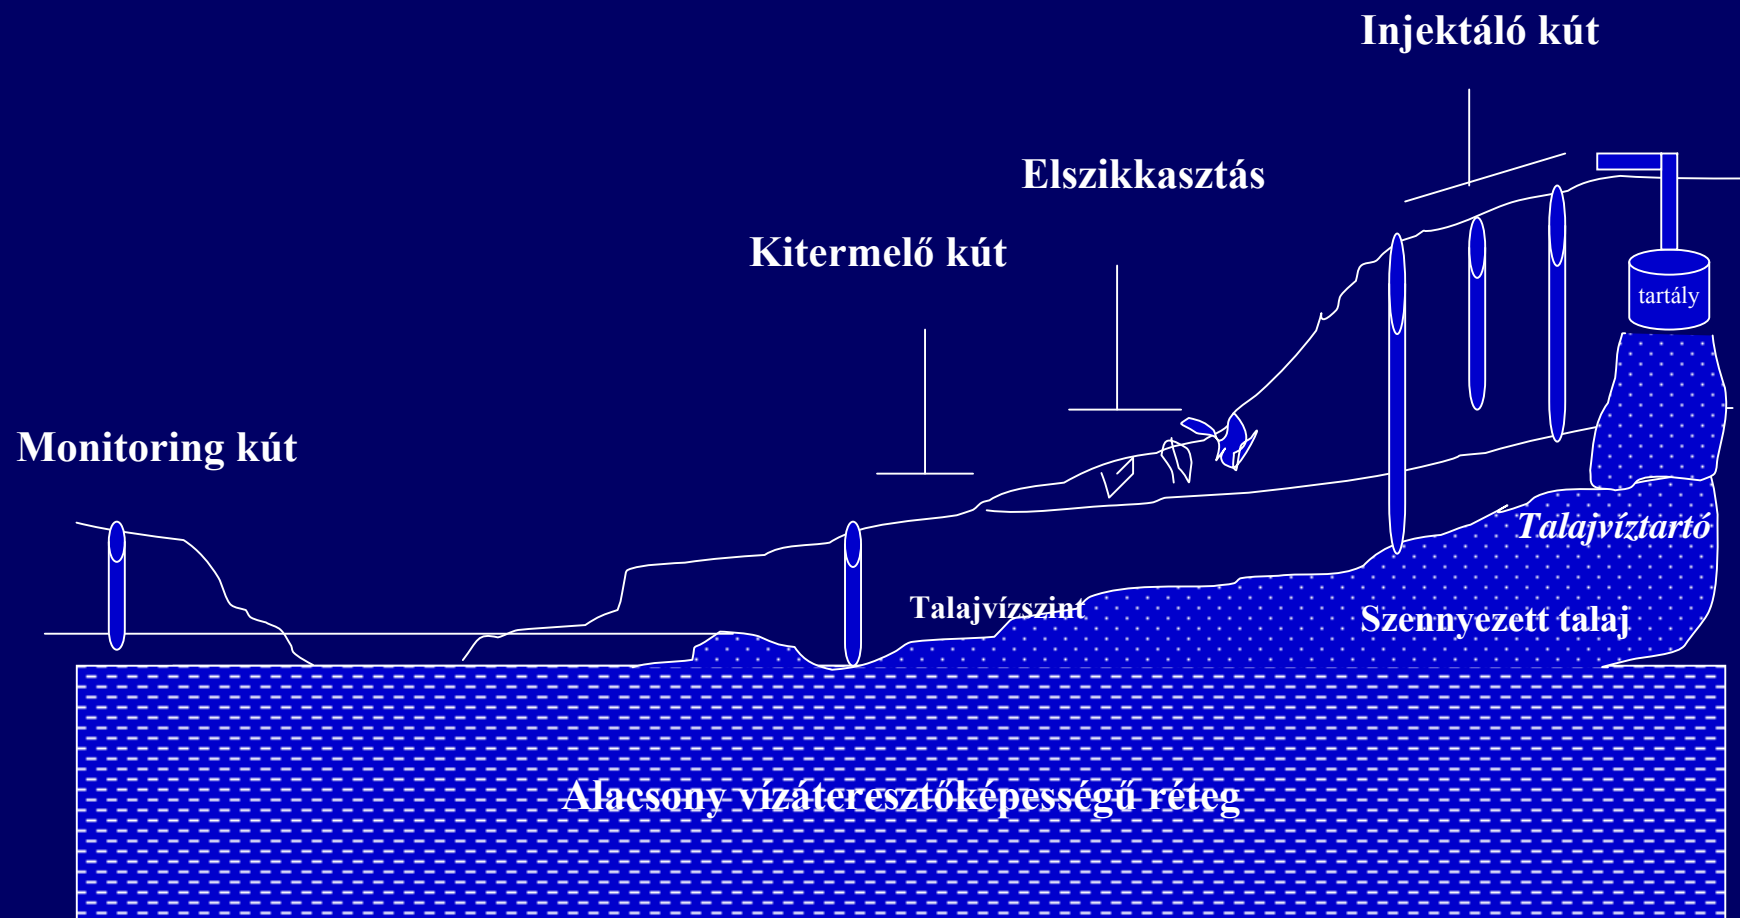 Injektáló kút
Elszikkasztás
Kitermelő kút
tartály
Monitoring kút
Talajvíztartó
Talajvízszint
Szennyezett talaj
Alacsony vízáteresztőképességű réteg